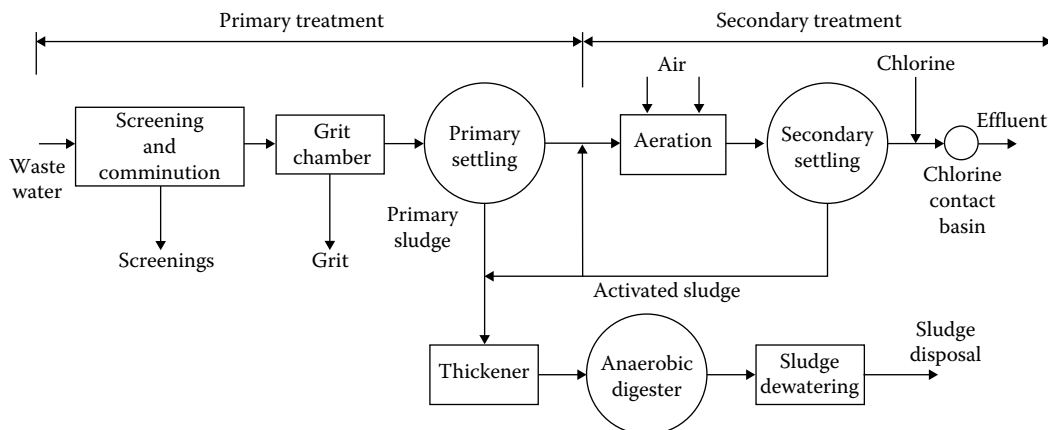 Primary treatment
Secondary treatment
Air
Chlorine
Waste
water
Screening
and
comminution
Grit
chamber
Primary
settling
Aeration
Secondary
settling
Effluent
Chlorine
contact
basin
Primary
sludge
Screenings
Grit
Activated sludge
Thickener
Anaerobic
digester
Sludge
dewatering
Sludge
disposal